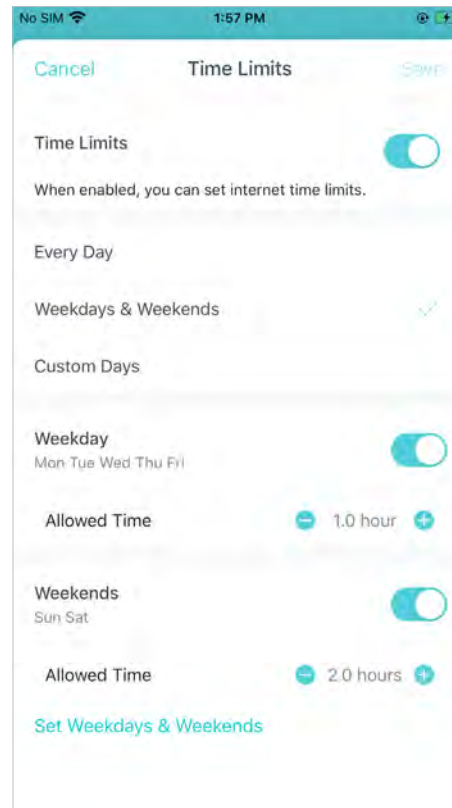 No SIM 1:57 PM
Cancel Time Limits Save
Time Limits
When enabled, you can set internet time limits.
Every Day
Weekdays & Weekends
Custom Days
Weekday
Mon Tue Wed Thu Fri
Allowed Time 1.0 hour
Weekends
Sun Sat
Allowed Time 2.0 hours
Set Weekdays & Weekends